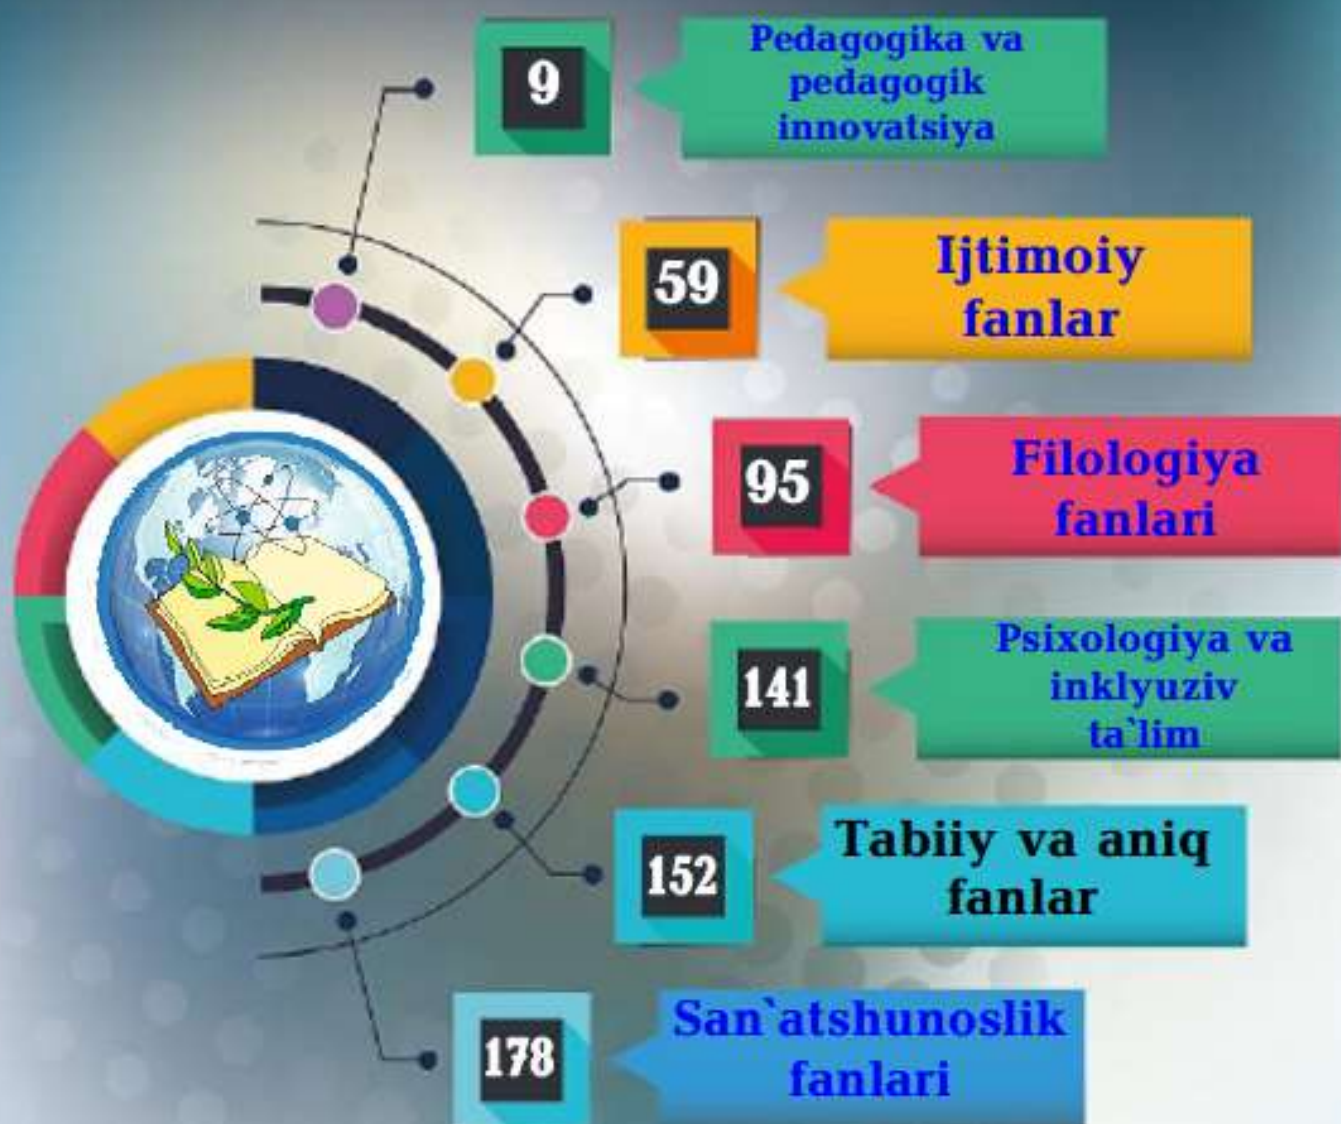 9
Pedagogika va
pedagogik
innovatsiya
59
Ijtimoiy
fanlar
95
Filologiya
fanlari
141
Psixologiya va
inklyuziv
ta`lim
152
Tabiiy va aniq
fanlar
178
San`atshunoslik
fanlari